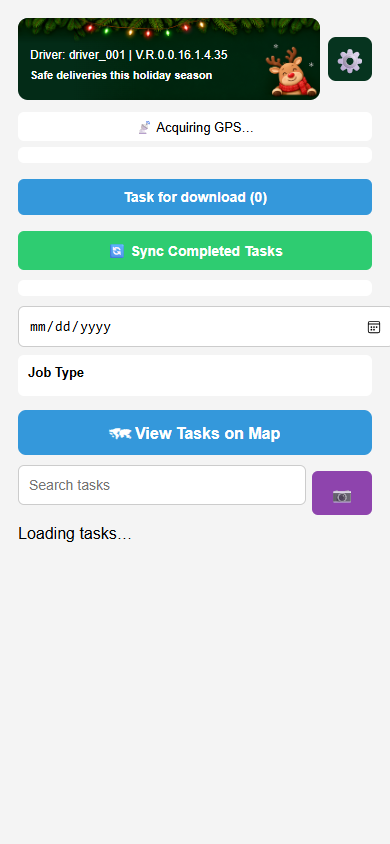 Driver: driver_001 | V.R.0.0.16.1.4.35
Safe deliveries this holiday season
Acquiring GPS...
Task for download (0)
Sync Completed Tasks
mm/dd/yyyy
Job Type
View Tasks on Map
Search tasks
Loading tasks...